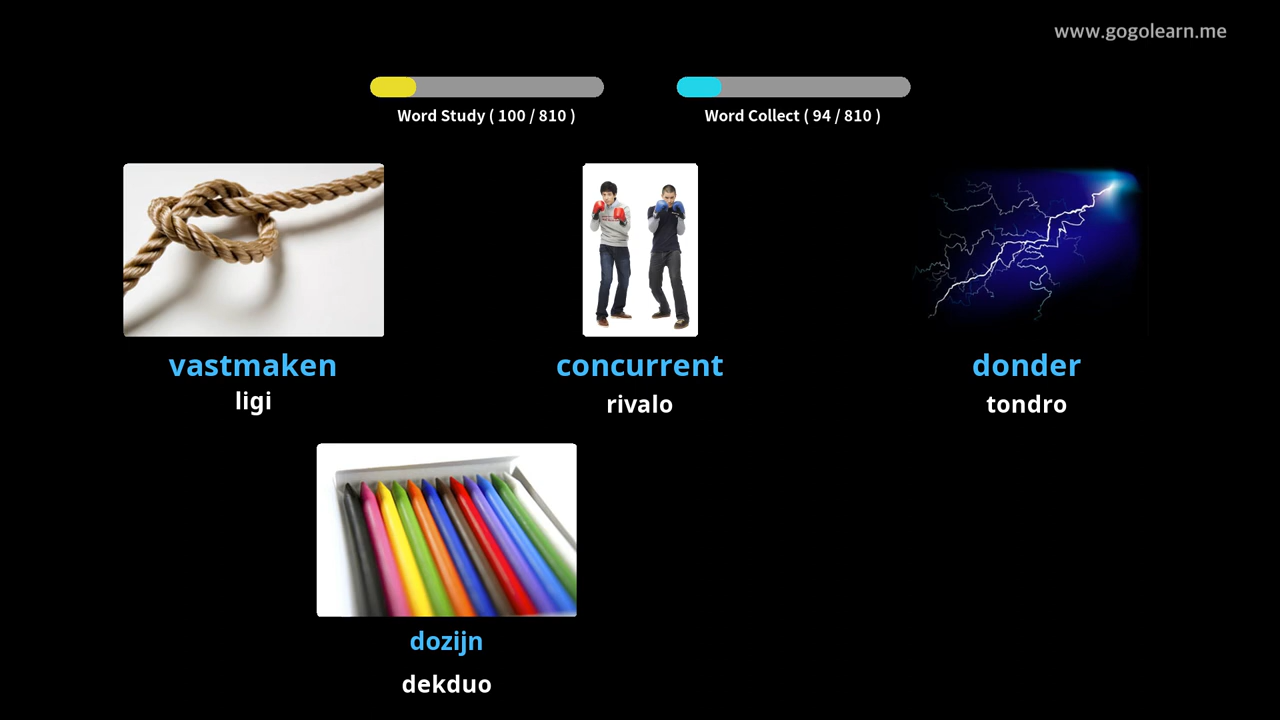 www.gogolearn.me
Word Study ( 100 / 810 )
Word Collect ( 94 / 810 )
vastmaken
ligi
concurrent
rivalo
donder
tondro
dozijn
dekduo